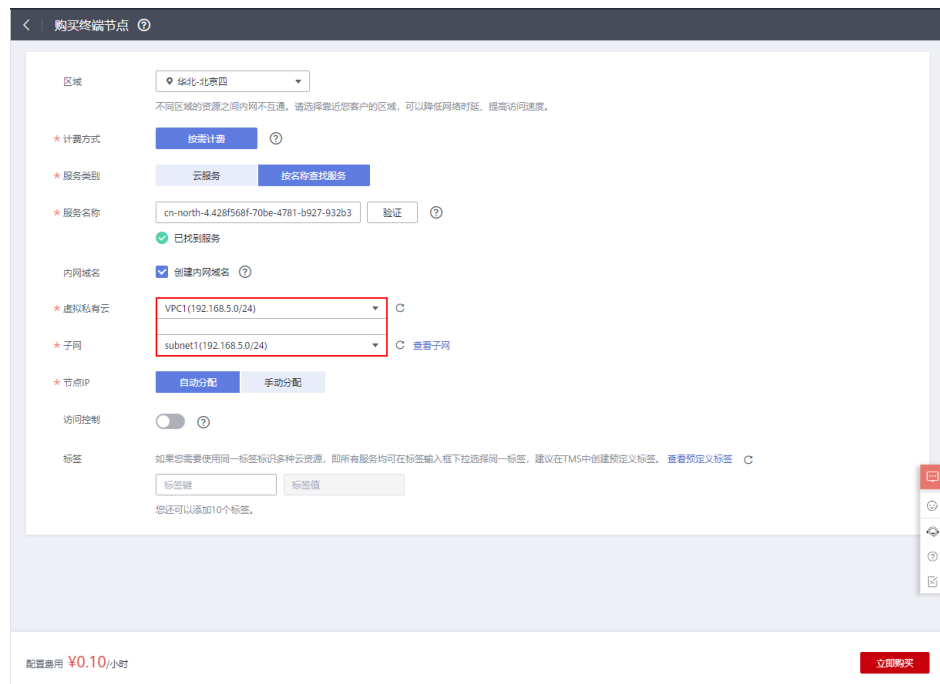 购买终端节点
区域
华北-北京四
不同区域的资源之间内网不互通。请选择靠近您客户的区域，可以降低网络时延、提高访问速度。
* 计费方式 按需计费
* 服务类别 云服务 按名称查找服务
* 服务名称 cn-north-4.428f568f-70be-4781-b927-932b3 验证
已找到服务
内网域名 创建内网域名
* 虚拟私有云 VPC1(192.168.5.0/24)
* 子网 subnet1(192.168.5.0/24) 查看子网
* 节点IP 自动分配 手动分配
访问控制
标签 如果您需要使用同一标签标识多种云资源，即所有服务均可在标签输入框下拉选择同一标签，建议在TMS中创建预定义标签。 查看预定义标签
标签键 标签值
您还可以添加10个标签。
配置费用 ¥0.10/小时 立即购买